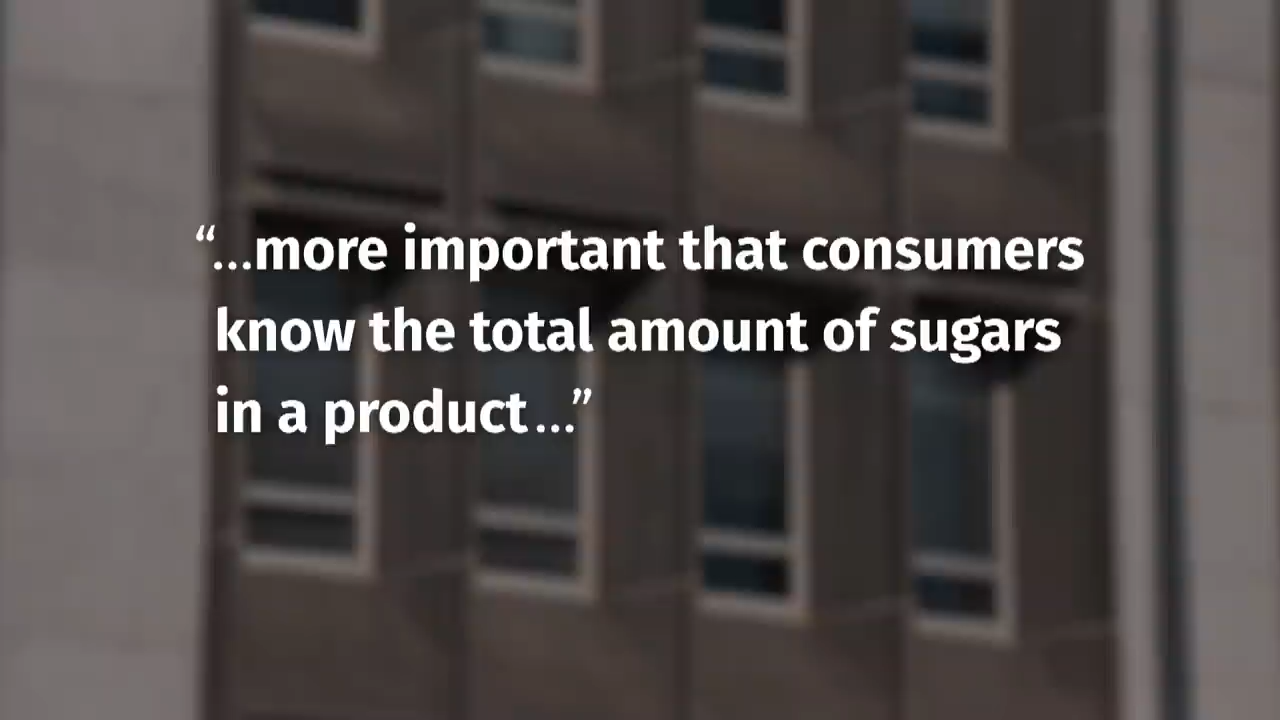 “...more important that consumers
know the total amount of sugars
in a product...”